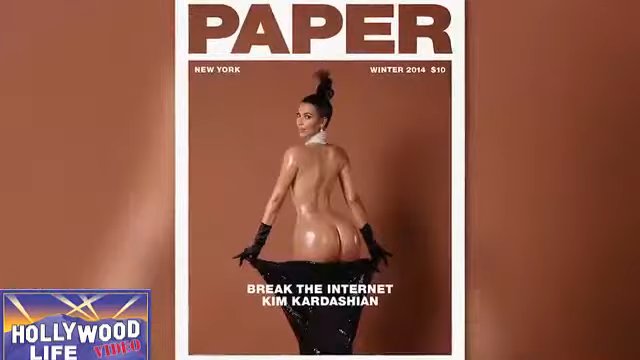 PAPER
NEW YORK
WINTER 2014 $10
BREAK THE INTERNET
KIM KARDASHIAN
HOLLYWOOD
LIFE VIDEO